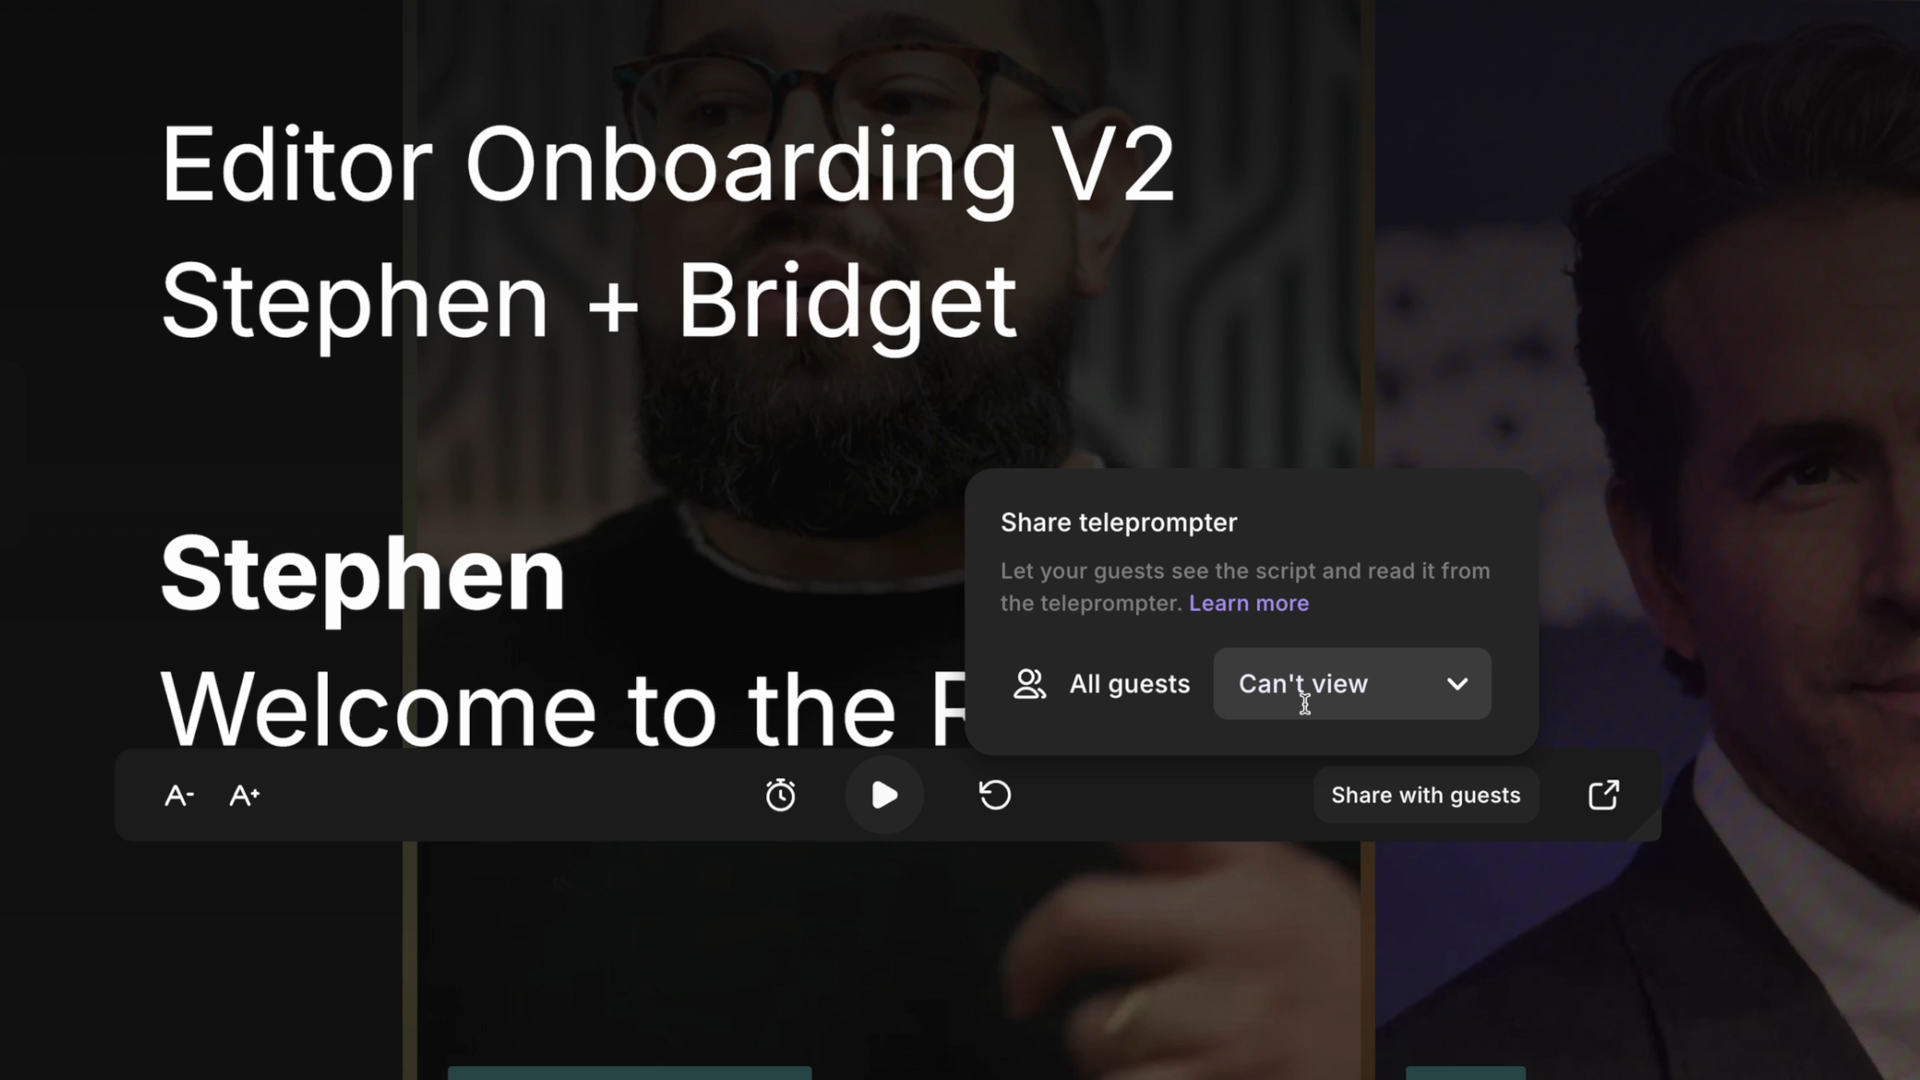 Editor Onboarding V2
Stephen + Bridget
Stephen
Welcome to the
Share teleprompter
Let your guests see the script and read it from
the teleprompter. Learn more
All guests
Can't view
A-
A+
Share with guests